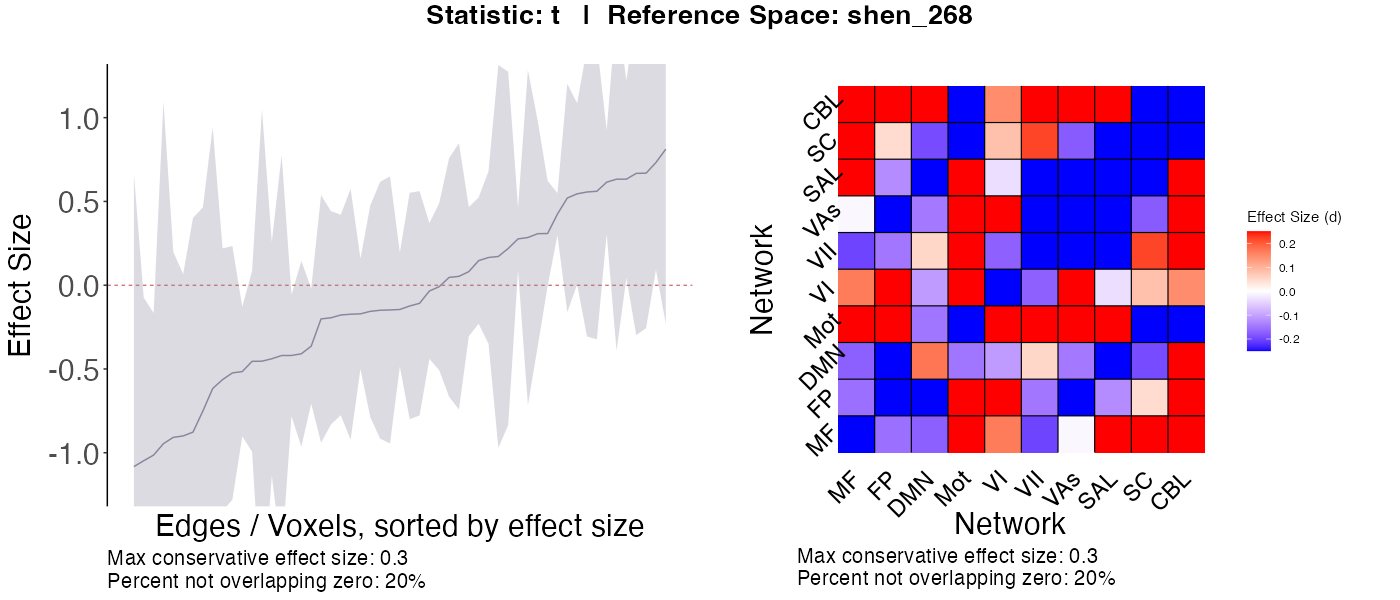 Statistic: t | Reference Space: shen_268
Effect Size
1.0
0.5
0.0
-0.5
-1.0
Edges / Voxels, sorted by effect size
Max conservative effect size: 0.3
Percent not overlapping zero: 20%
Network
CBL
SC
SAL
VAs
VII
VI
Mot
DMN
FP
MF
MF
FP
DMN
Mot
VI
VII
VAs
SAL
SC
CBL
Network
Max conservative effect size: 0.3
Percent not overlapping zero: 20%
Effect Size (d)
0.2
0.1
0.0
-0.1
-0.2